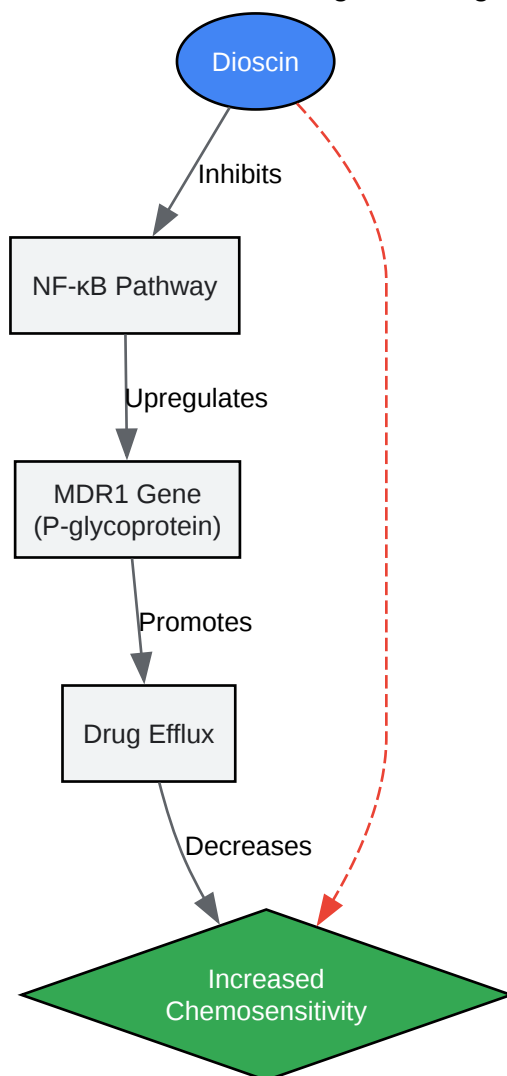 Dioscin
Inhibits
NF-κB Pathway
Upregulates
MDR1 Gene
(P-glycoprotein)
Promotes
Drug Efflux
Decreases
Increased
Chemosensitivity